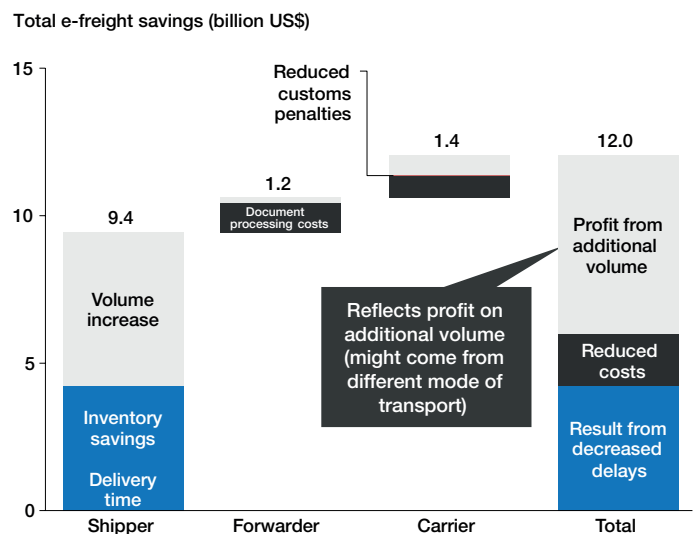 Total e-freight savings (billion US$)
15
10
5
0
9.4
Volume
increase
Inventory
savings
Delivery
time
Shipper
1.2
Document
processing costs
Forwarder
Reduced
customs
penalties
1.4
Carrier
Reflects profit on
additional volume
(might come from
different mode of
transport)
12.0
Profit from
additional
volume
Reduced
costs
Result from
decreased
delays
Total